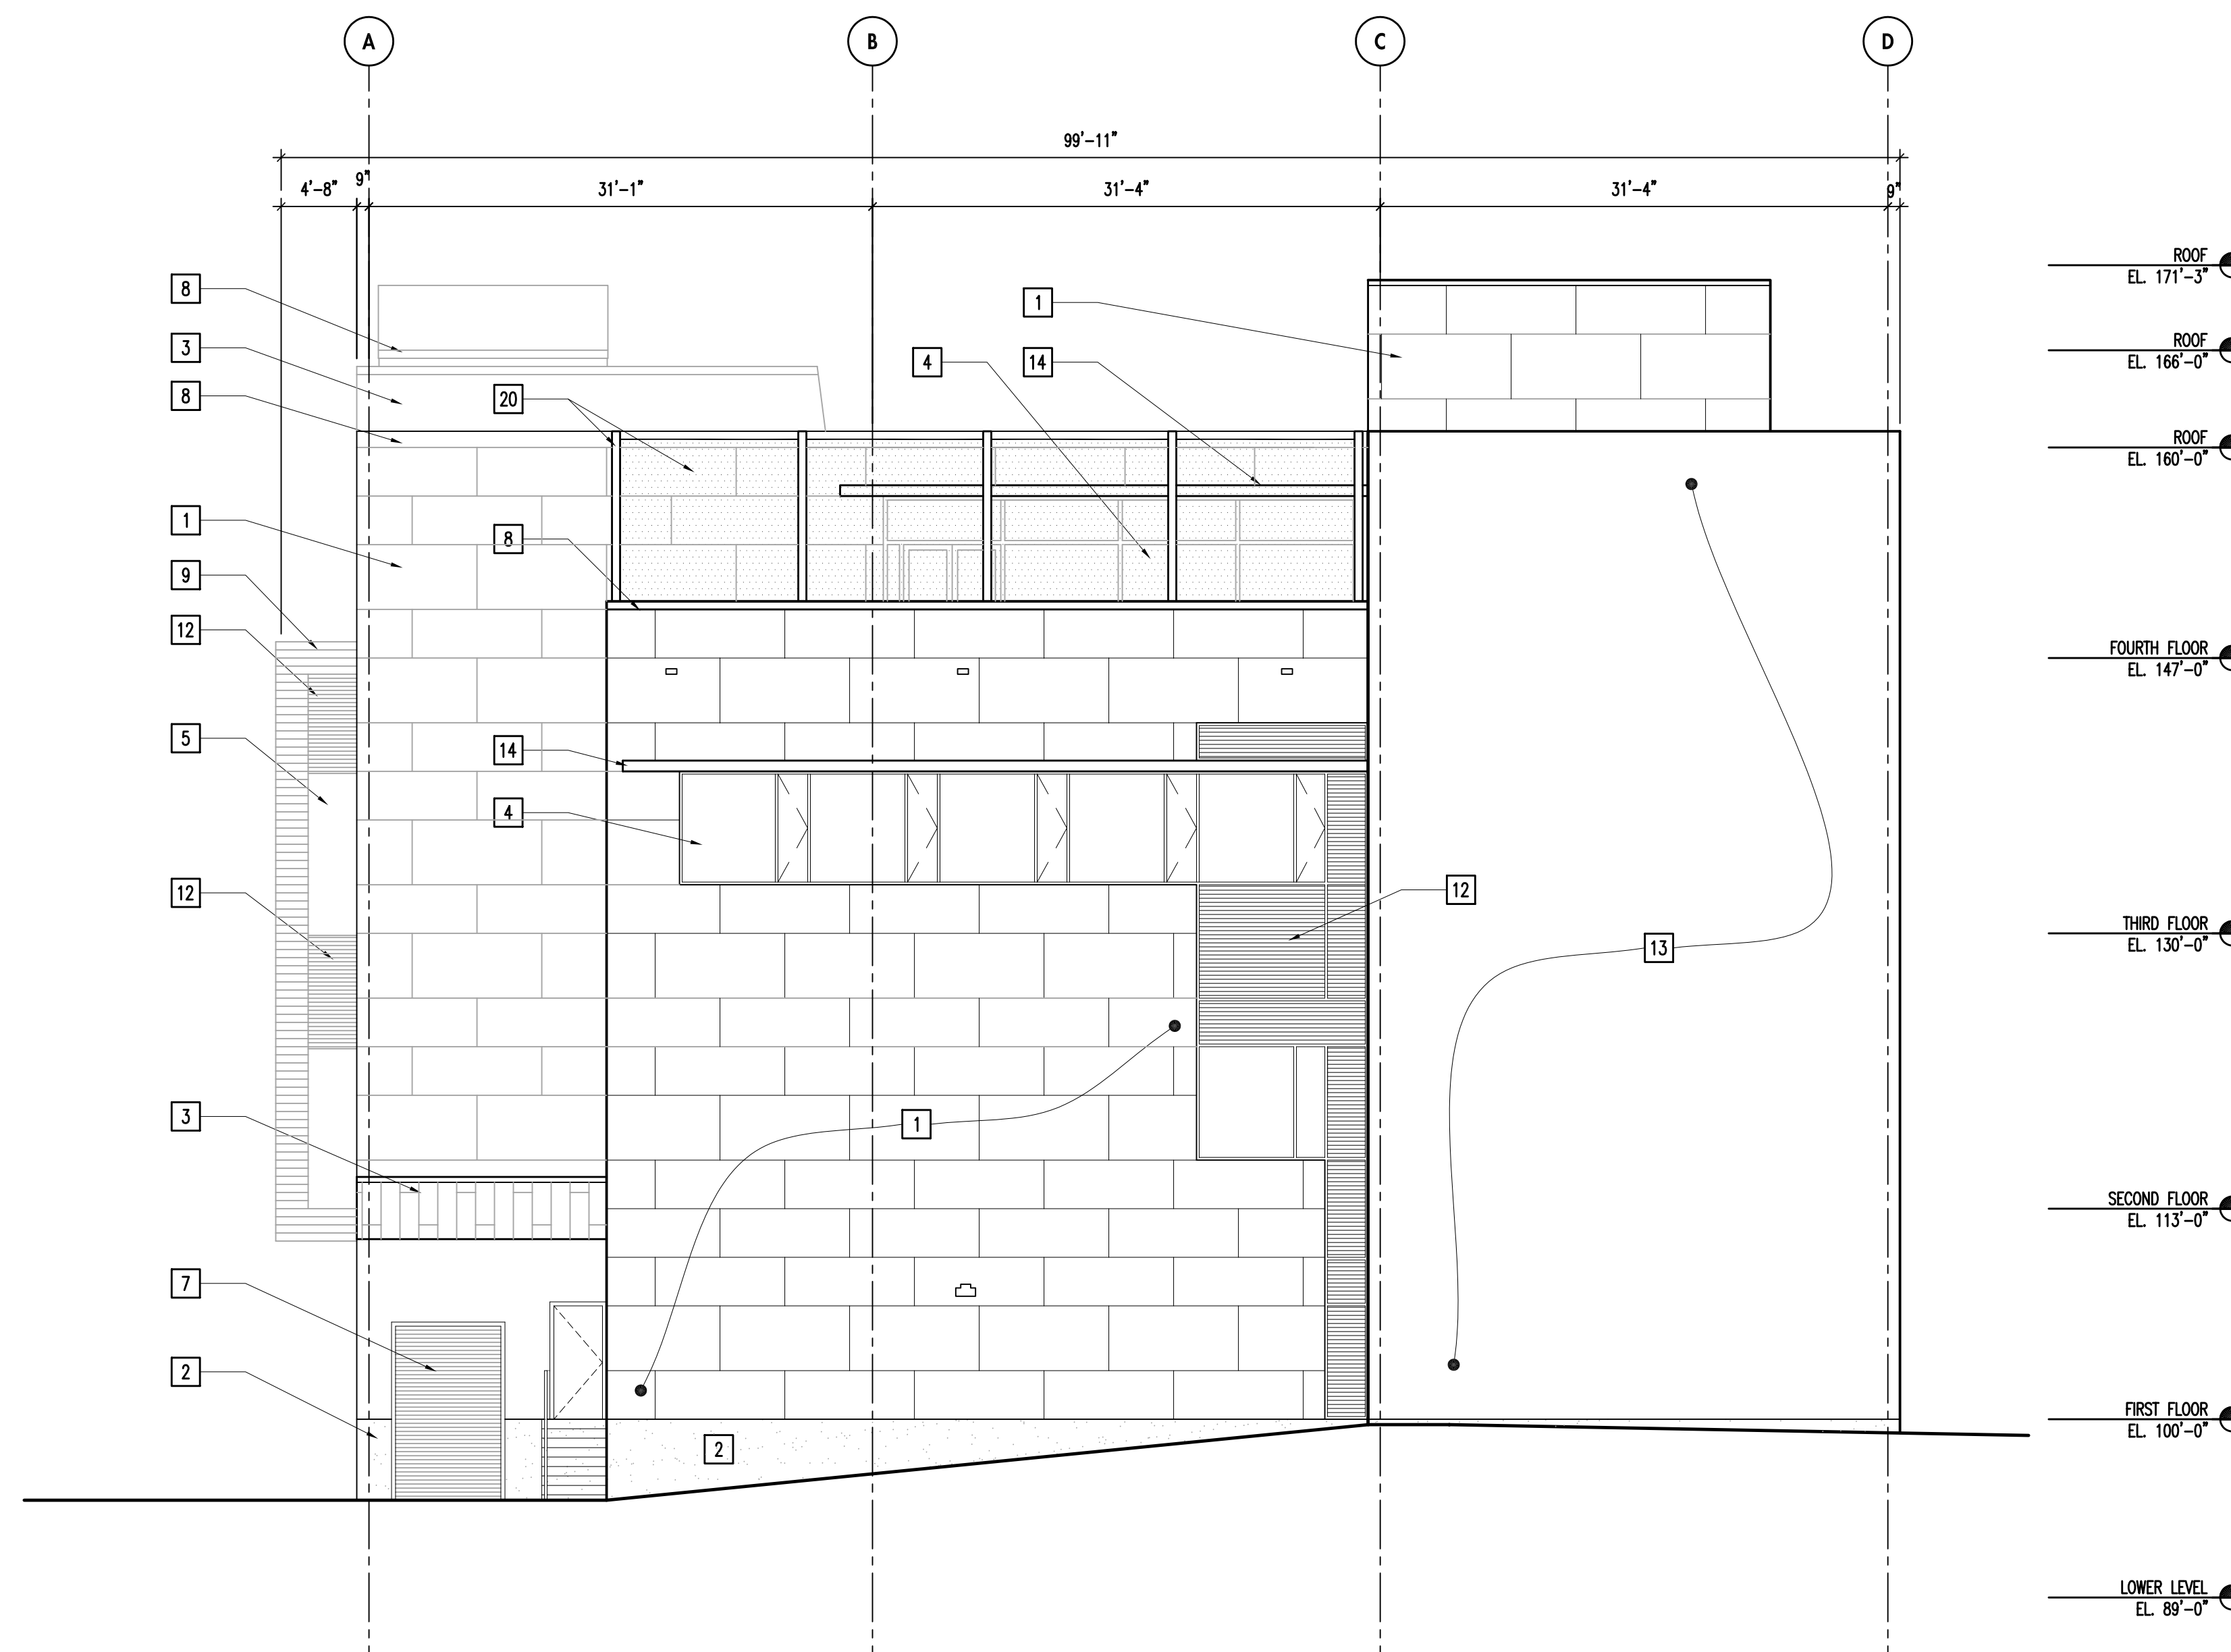 A B C D
99'-11"
4'-8" 9" 31'-1" 31'-4" 31'-4" 9"
ROOF
EL. 171'-3"
8
1
ROOF
EL. 166'-0"
3
4
14
8
20
ROOF
EL. 160'-0"
1
8
9
12
FOURTH FLOOR
EL. 147'-0"
5
14
4
12
12
THIRD FLOOR
EL. 130'-0"
13
3
1
SECOND FLOOR
EL. 113'-0"
7
2
FIRST FLOOR
EL. 100'-0"
2
LOWER LEVEL
EL. 89'-0"